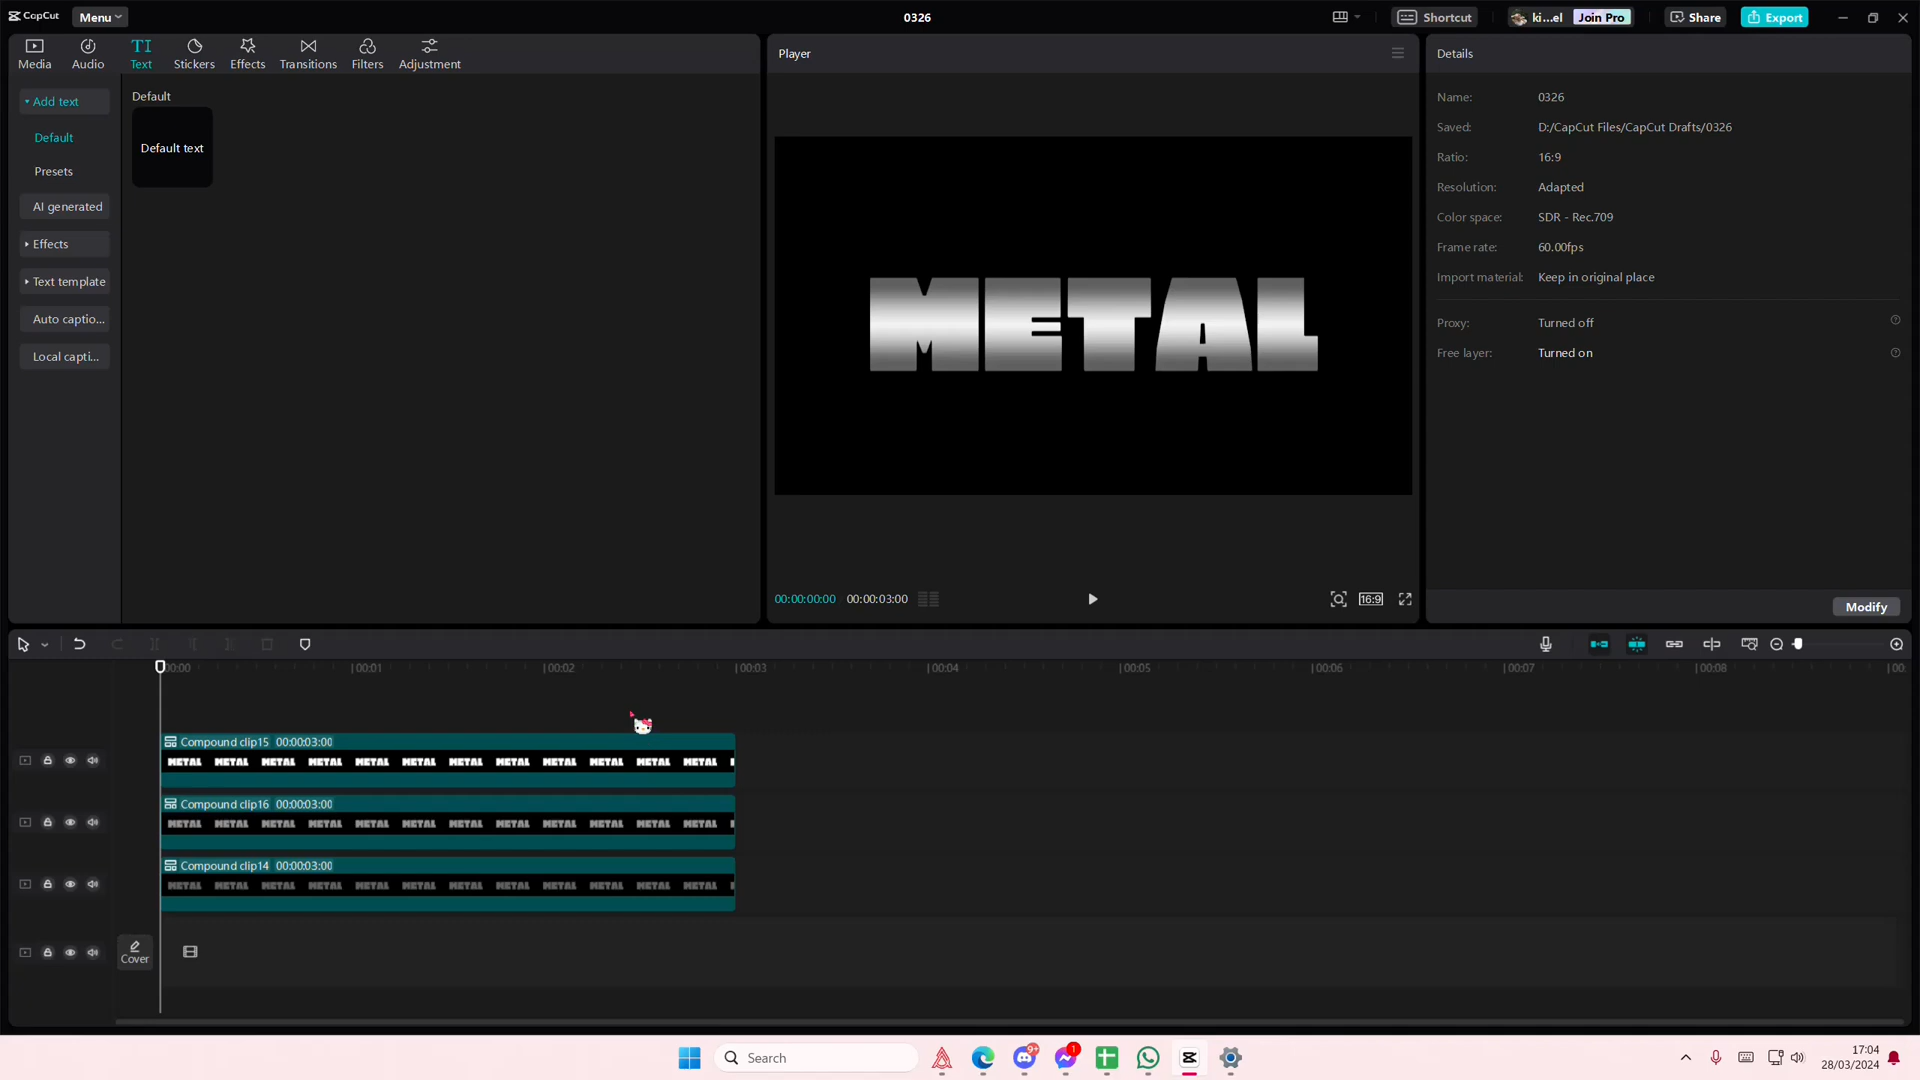 CapCut Menu 0326 Shortcut ki...el Join Pro Share Export
Media Audio TI Text Stickers Effects Transitions Filters Adjustment
Player
Details
Add text
Default
Presets
AI generated
Effects
Text template
Auto captio...
Local capti...
Default
Default text
METAL
00:00:00:00 00:00:03:00
16:9
Name: 0326
Saved: D:/CapCut Files/CapCut Drafts/0326
Ratio: 16:9
Resolution: Adapted
Color space: SDR - Rec.709
Frame rate: 60.00fps
Import material: Keep in original place
Proxy: Turned off
Free layer: Turned on
Modify
00:00 00:01 00:02 00:03 00:04 00:05 00:06 00:07 00:08
Compound clip15 00:00:03:00
METAL METAL METAL METAL METAL METAL METAL METAL METAL METAL METAL METAL
Compound clip16 00:00:03:00
METAL METAL METAL METAL METAL METAL METAL METAL METAL METAL METAL METAL
Compound clip14 00:00:03:00
METAL METAL METAL METAL METAL METAL METAL METAL METAL METAL METAL METAL
Cover
Search
9+
1
17:04
28/03/2024